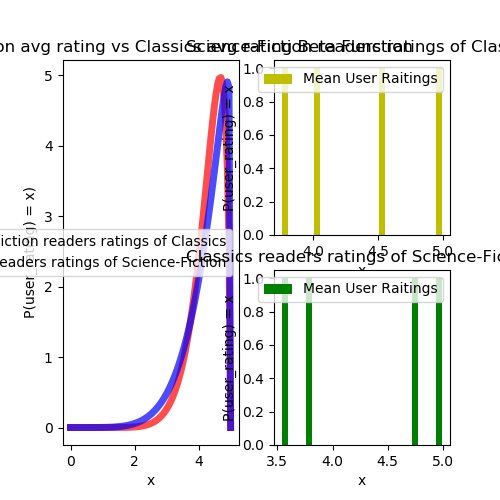 on avg rating vs Classics avg rating Beta Function
Science-Fiction readers ratings of Clas
5
4
3
2
1
0
P(user_rating) = x)
iction readers ratings of Classics
eaders ratings of Science-Fiction
0
2
4
x
1.0
0.8
0.6
0.4
0.2
0.0
P(user_rating) = x
Mean User Raitings
4.0
4.5
5.0
x
Classics readers ratings of Science-Fic
1.0
0.8
0.6
0.4
0.2
0.0
P(user_rating) = x
Mean User Raitings
3.5
4.0
4.5
5.0
x